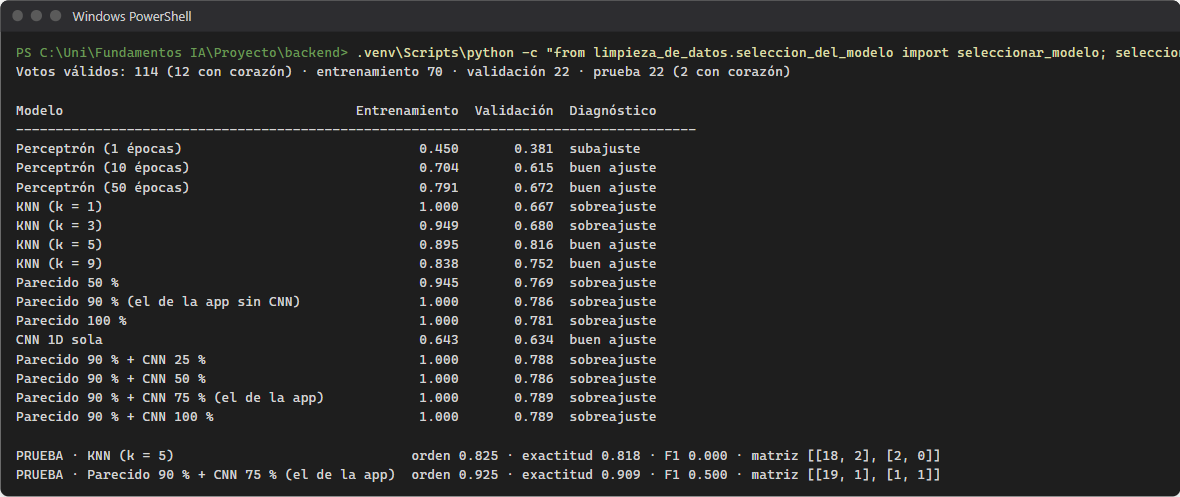 Windows PowerShell
PS C:\Uni\Fundamentos IA\Proyecto\backend> .venv\Scripts\python -c "from limpieza_de_datos.seleccion_del_modelo import seleccionar_modelo; seleccio
Votos válidos: 114 (12 con corazón) · entrenamiento 70 · validación 22 · prueba 22 (2 con corazón)
Modelo Entrenamiento Validación Diagnóstico
--------------------------------------------------------------------------------------
Perceptrón (1 épocas) 0.450 0.381 subajuste
Perceptrón (10 épocas) 0.704 0.615 buen ajuste
Perceptrón (50 épocas) 0.791 0.672 buen ajuste
KNN (k = 1) 1.000 0.667 sobreajuste
KNN (k = 3) 0.949 0.680 sobreajuste
KNN (k = 5) 0.895 0.816 buen ajuste
KNN (k = 9) 0.838 0.752 buen ajuste
Parecido 50 % 0.945 0.769 sobreajuste
Parecido 90 % (el de la app sin CNN) 1.000 0.786 sobreajuste
Parecido 100 % 1.000 0.781 sobreajuste
CNN 1D sola 0.643 0.634 buen ajuste
Parecido 90 % + CNN 25 % 1.000 0.788 sobreajuste
Parecido 90 % + CNN 50 % 1.000 0.786 sobreajuste
Parecido 90 % + CNN 75 % (el de la app) 1.000 0.789 sobreajuste
Parecido 90 % + CNN 100 % 1.000 0.789 sobreajuste
PRUEBA · KNN (k = 5) orden 0.825 · exactitud 0.818 · F1 0.000 · matriz [[18, 2], [2, 0]]
PRUEBA · Parecido 90 % + CNN 75 % (el de la app) orden 0.925 · exactitud 0.909 · F1 0.500 · matriz [[19, 1], [1, 1]]